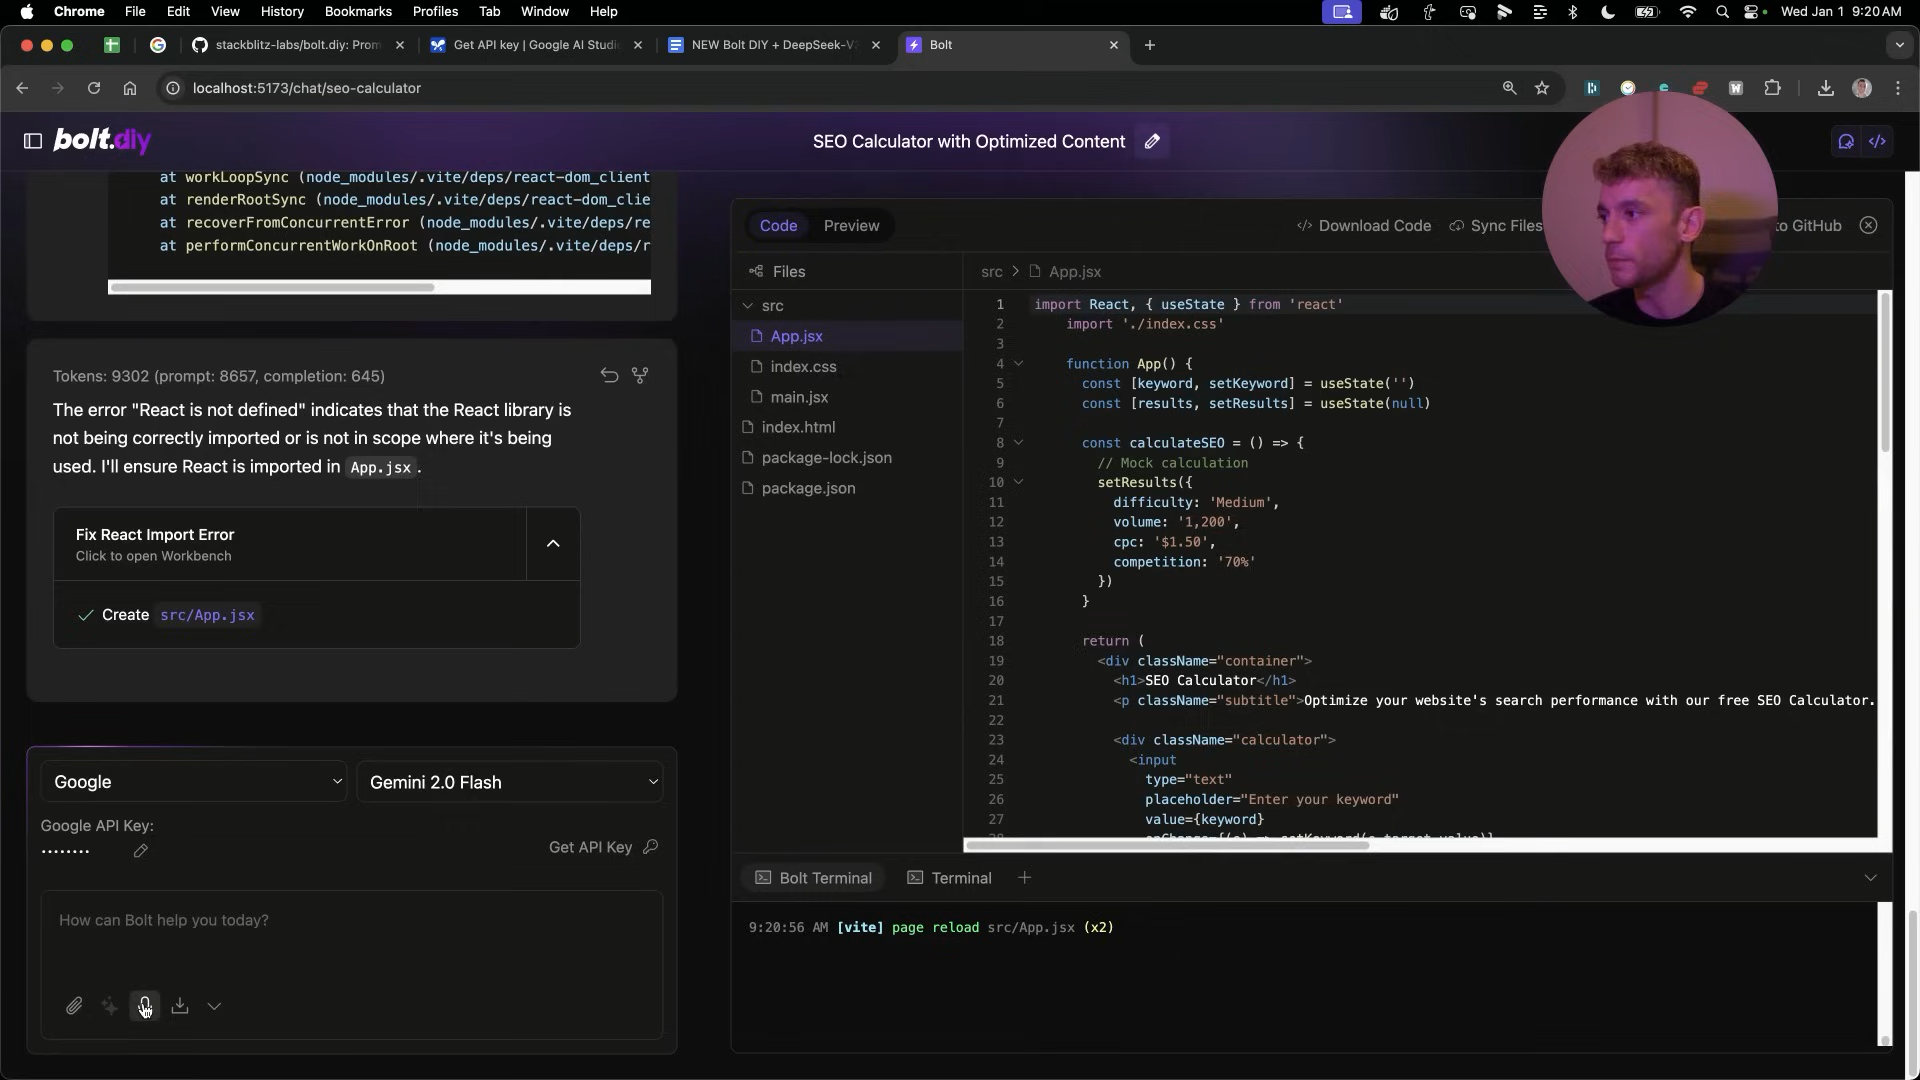 Chrome File Edit View History Bookmarks Profiles Tab Window Help
Wed Jan 1 9:20 AM
stackblitz-labs/bolt.diy: Prom
Get API key | Google AI Studi
NEW Bolt DIY + DeepSeek-V
Bolt
localhost:5173/chat/seo-calculator
bolt.diy
SEO Calculator with Optimized Content
at workLoopSync (node_modules/.vite/deps/react-dom_client
at renderRootSync (node_modules/.vite/deps/react-dom_clie
at recoverFromConcurrentError (node_modules/.vite/deps/re
at performConcurrentWorkOnRoot (node_modules/.vite/deps/r
Tokens: 9302 (prompt: 8657, completion: 645)
The error "React is not defined" indicates that the React library is
not being correctly imported or is not in scope where it's being
used. I'll ensure React is imported in App.jsx.
Fix React Import Error
Click to open Workbench
Create src/App.jsx
Google
Gemini 2.0 Flash
Google API Key:
••••••••
Get API Key
How can Bolt help you today?
Code Preview
Download Code
Sync Files
to GitHub
Files
src
App.jsx
index.css
main.jsx
index.html
package-lock.json
package.json
src > App.jsx
1 import React, { useState } from 'react'
2 import './index.css'
3
4 function App() {
5 const [keyword, setKeyword] = useState('')
6 const [results, setResults] = useState(null)
7
8 const calculateSEO = () => {
9 // Mock calculation
10 setResults({
11 difficulty: 'Medium',
12 volume: '1,200',
13 cpc: '$1.50',
14 competition: '70%'
15 })
16 }
17
18 return (
19 <div className="container">
20 <h1>SEO Calculator</h1>
21 <p className="subtitle">Optimize your website's search performance with our free SEO Calculator.
22
23 <div className="calculator">
24 <input
25 type="text"
26 placeholder="Enter your keyword"
27 value={keyword}
28 onChange={(e) => setKeyword(e.target.value)}
Bolt Terminal
Terminal
9:20:56 AM [vite] page reload src/App.jsx (x2)